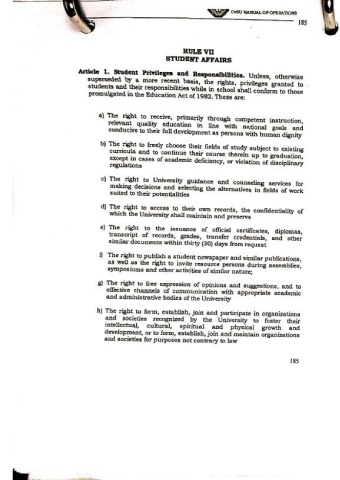 CNSU MANUAL OF OPERATIONS
185
RULE VII
STUDENT AFFAIRS
Article 1. Student Privileges and Responsibilities. Unless, otherwise
superseded by a more recent basis, the rights, privileges granted to
students and their responsibilities while in school shall conform to those
promulgated in the Education Act of 1982. These are:
a) The right to receive, primarily through competent instruction,
relevant quality education in line with national goals and
conducive to their full development as persons with human dignity
b) The right to freely choose their fields of study subject to existing
curricula and to continue their course therein up to graduation,
except in cases of academic deficiency, or violation of disciplinary
regulations
c) The right to University guidance and counseling services for
making decisions and selecting the alternatives in fields of work
suited to their potentialities
d) The right to access to their own records, the confidentiality of
which the University shall maintain and preserve
e) The right to the issuance of official certificates, diplomas,
transcript of records, grades, transfer credentials, and other
similar documents within thirty (30) days from request
f) The right to publish a student newspaper and similar publications,
as well as the right to invite resource persons during assemblies,
symposiums and other activities of similar nature;
g) The right to free expression of opinions and suggestions, and to
effective channels of communication with appropriate academic
and administrative bodies of the University
h) The right to form, establish, join and participate in organizations
and societies recognized by the University to foster their
intellectual, cultural, spiritual and physical growth and
development, or to form, establish, join and maintain organizations
and societies for purposes not contrary to law
185